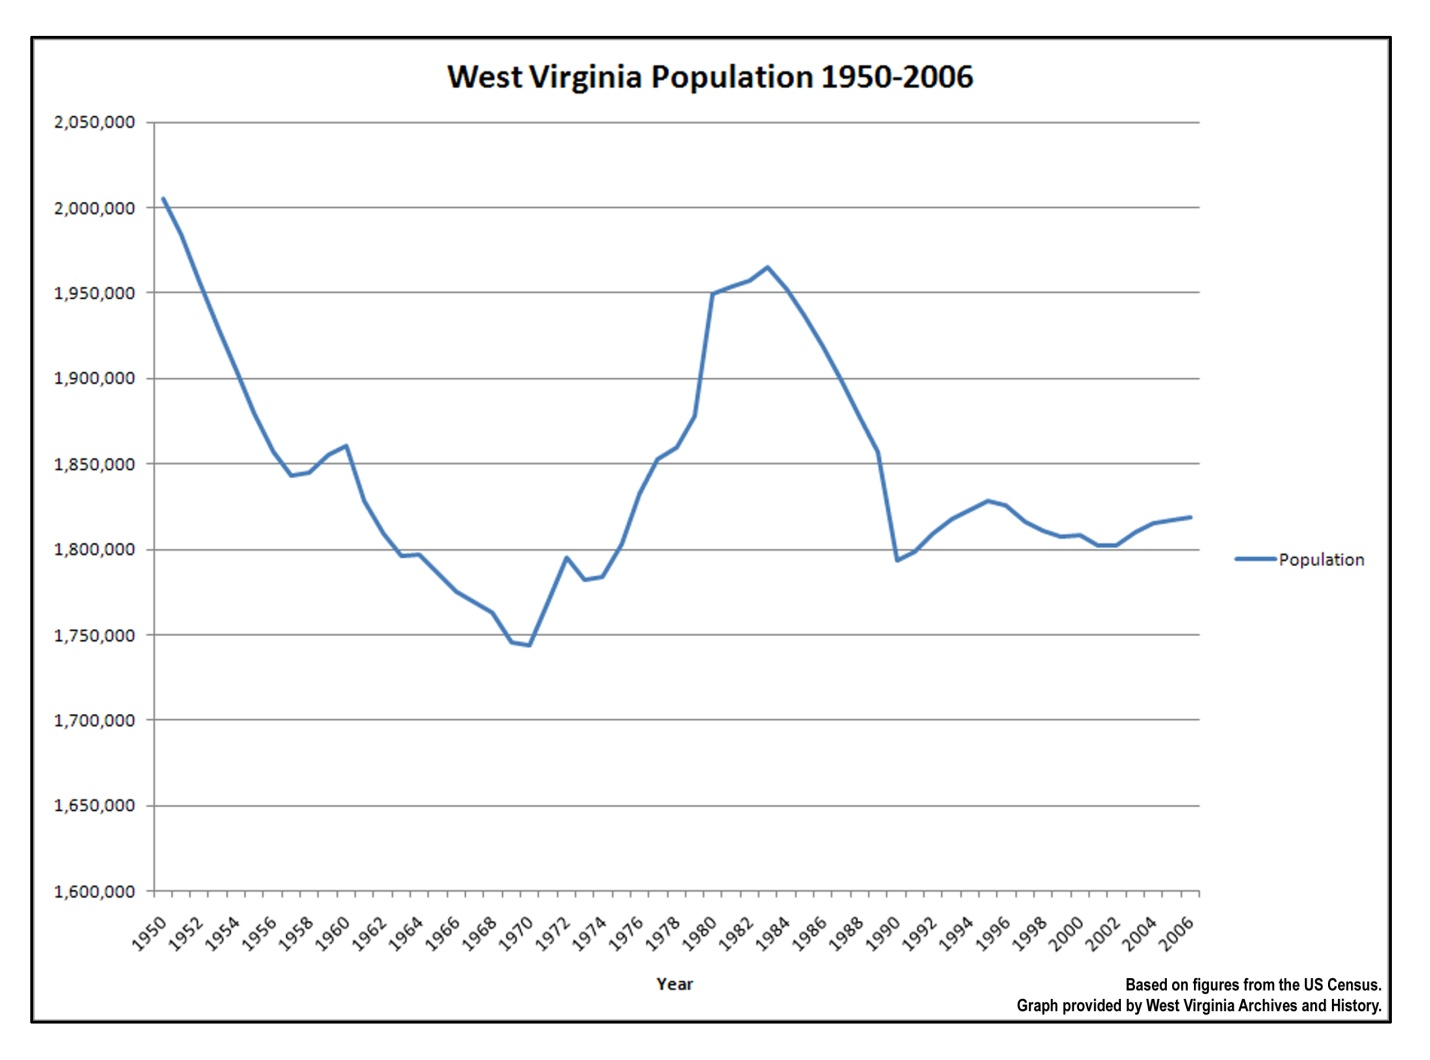 West Virginia Population 1950-2006
2,050,000
2,000,000
1,950,000
1,900,000
1,850,000
1,800,000
1,750,000
1,700,000
1,650,000
1,600,000
Population
1950 1952 1954 1956 1958 1960 1962 1964 1966 1968 1970 1972 1974 1976 1978 1980 1982 1984 1986 1988 1990 1992 1994 1996 1998 2000 2002 2004 2006
Year
Based on figures from the US Census.
Graph provided by West Virginia Archives and History.